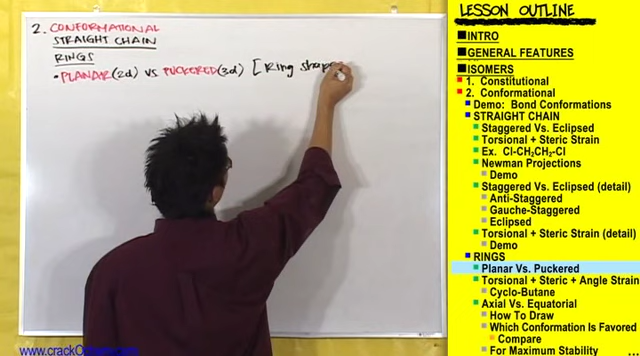 2. CONFORMATIONAL
STRAIGHT CHAIN
RINGS
• PLANAR (2d) vs PUCKERED (3d) [Ring shape
www.crack
LESSON OUTLINE
INTRO
GENERAL FEATURES
ISOMERS
1. Constitutional
2. Conformational
Demo: Bond Conformations
STRAIGHT CHAIN
Staggered Vs. Eclipsed
Torsional + Steric Strain
Ex. Cl-CH2CH2-Cl
Newman Projections
Demo
Staggered Vs. Eclipsed (detail)
Anti-Staggered
Gauche-Staggered
Eclipsed
Torsional + Steric Strain (detail)
Demo
RINGS
Planar Vs. Puckered
Torsional + Steric + Angle Strain
Cyclo-Butane
Axial Vs. Equatorial
How To Draw
Which Conformation Is Favored
Compare
For Maximum Stability